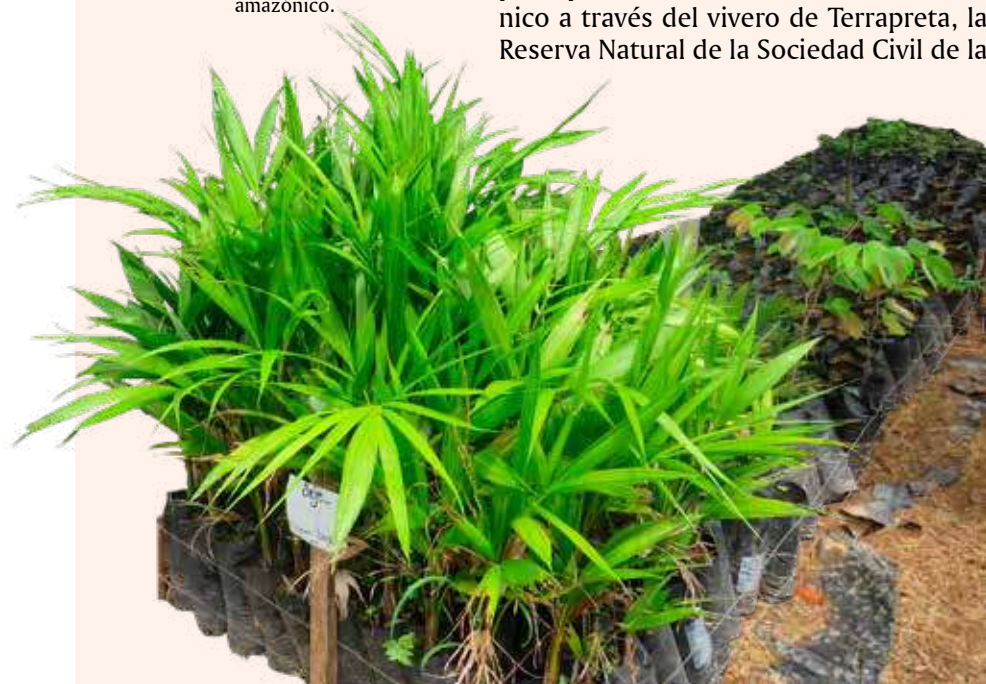 amazónico.
nico a través del vivero de Terrapreta, la
Reserva Natural de la Sociedad Civil de la